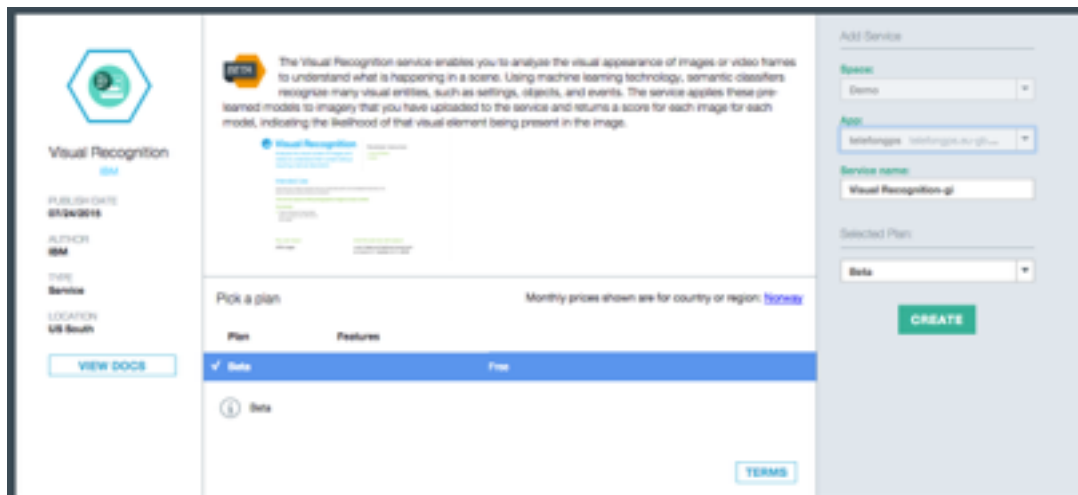 Visual Recognition
IBM
PUBLISH DATE
AUTHOR
IBM
TYPE
Service
LOCATION
US South
VIEW DOCS
BETA
The Visual Recognition service enables you to analyze the visual appearance of images or video frames
to understand what is happening in a scene. Using machine learning technology, semantic classifiers
recognize many visual entities, such as settings, objects, and events. The service applies these pre-
learned models to imagery that you have uploaded to the service and returns a score for each image for each
model, indicating the likelihood of that visual element being present in the image.
Visual Recognition
Pick a plan
Monthly prices shown are for country or region: Norway
Plan Features
Beta Free
Beta
TERMS
Add Service
Space:
Demo
App:
Service name:
Visual Recognition-gi
Selected Plan:
Beta
CREATE